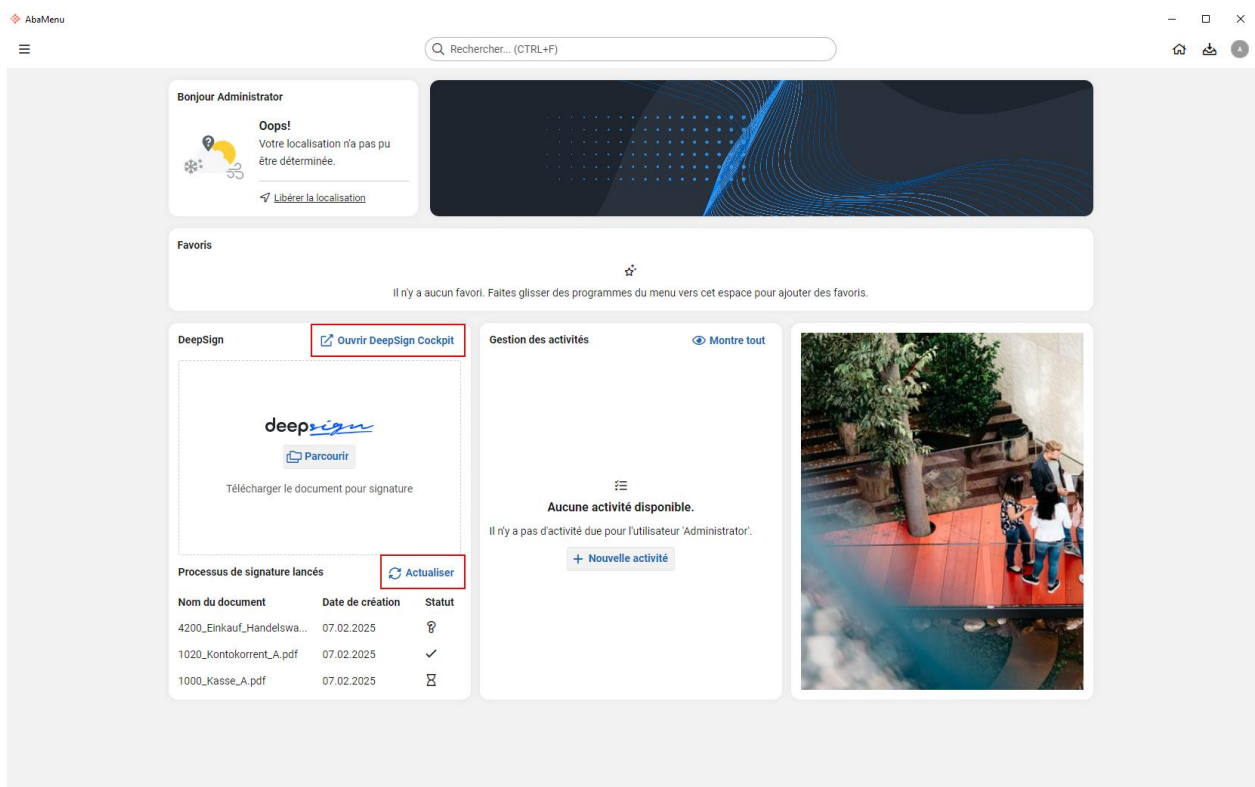 AbaMenu
Rechercher... (CTRL+F)
A
Bonjour Administrator
Oops!
Votre localisation n'a pas pu
être déterminée.
Libérer la localisation
Favoris
Il n'y a aucun favori. Faites glisser des programmes du menu vers cet espace pour ajouter des favoris.
DeepSign
Ouvrir DeepSign Cockpit
deepsign
Parcourir
Télécharger le document pour signature
Processus de signature lancés
Actualiser
Nom du document Date de création Statut
4200_Einkauf_Handelswa... 07.02.2025
1020_Kontokorrent_A.pdf 07.02.2025
1000_Kasse_A.pdf 07.02.2025
Gestion des activités
Montre tout
Aucune activité disponible.
Il n'y a pas d'activité due pour l'utilisateur 'Administrator'.
+ Nouvelle activité